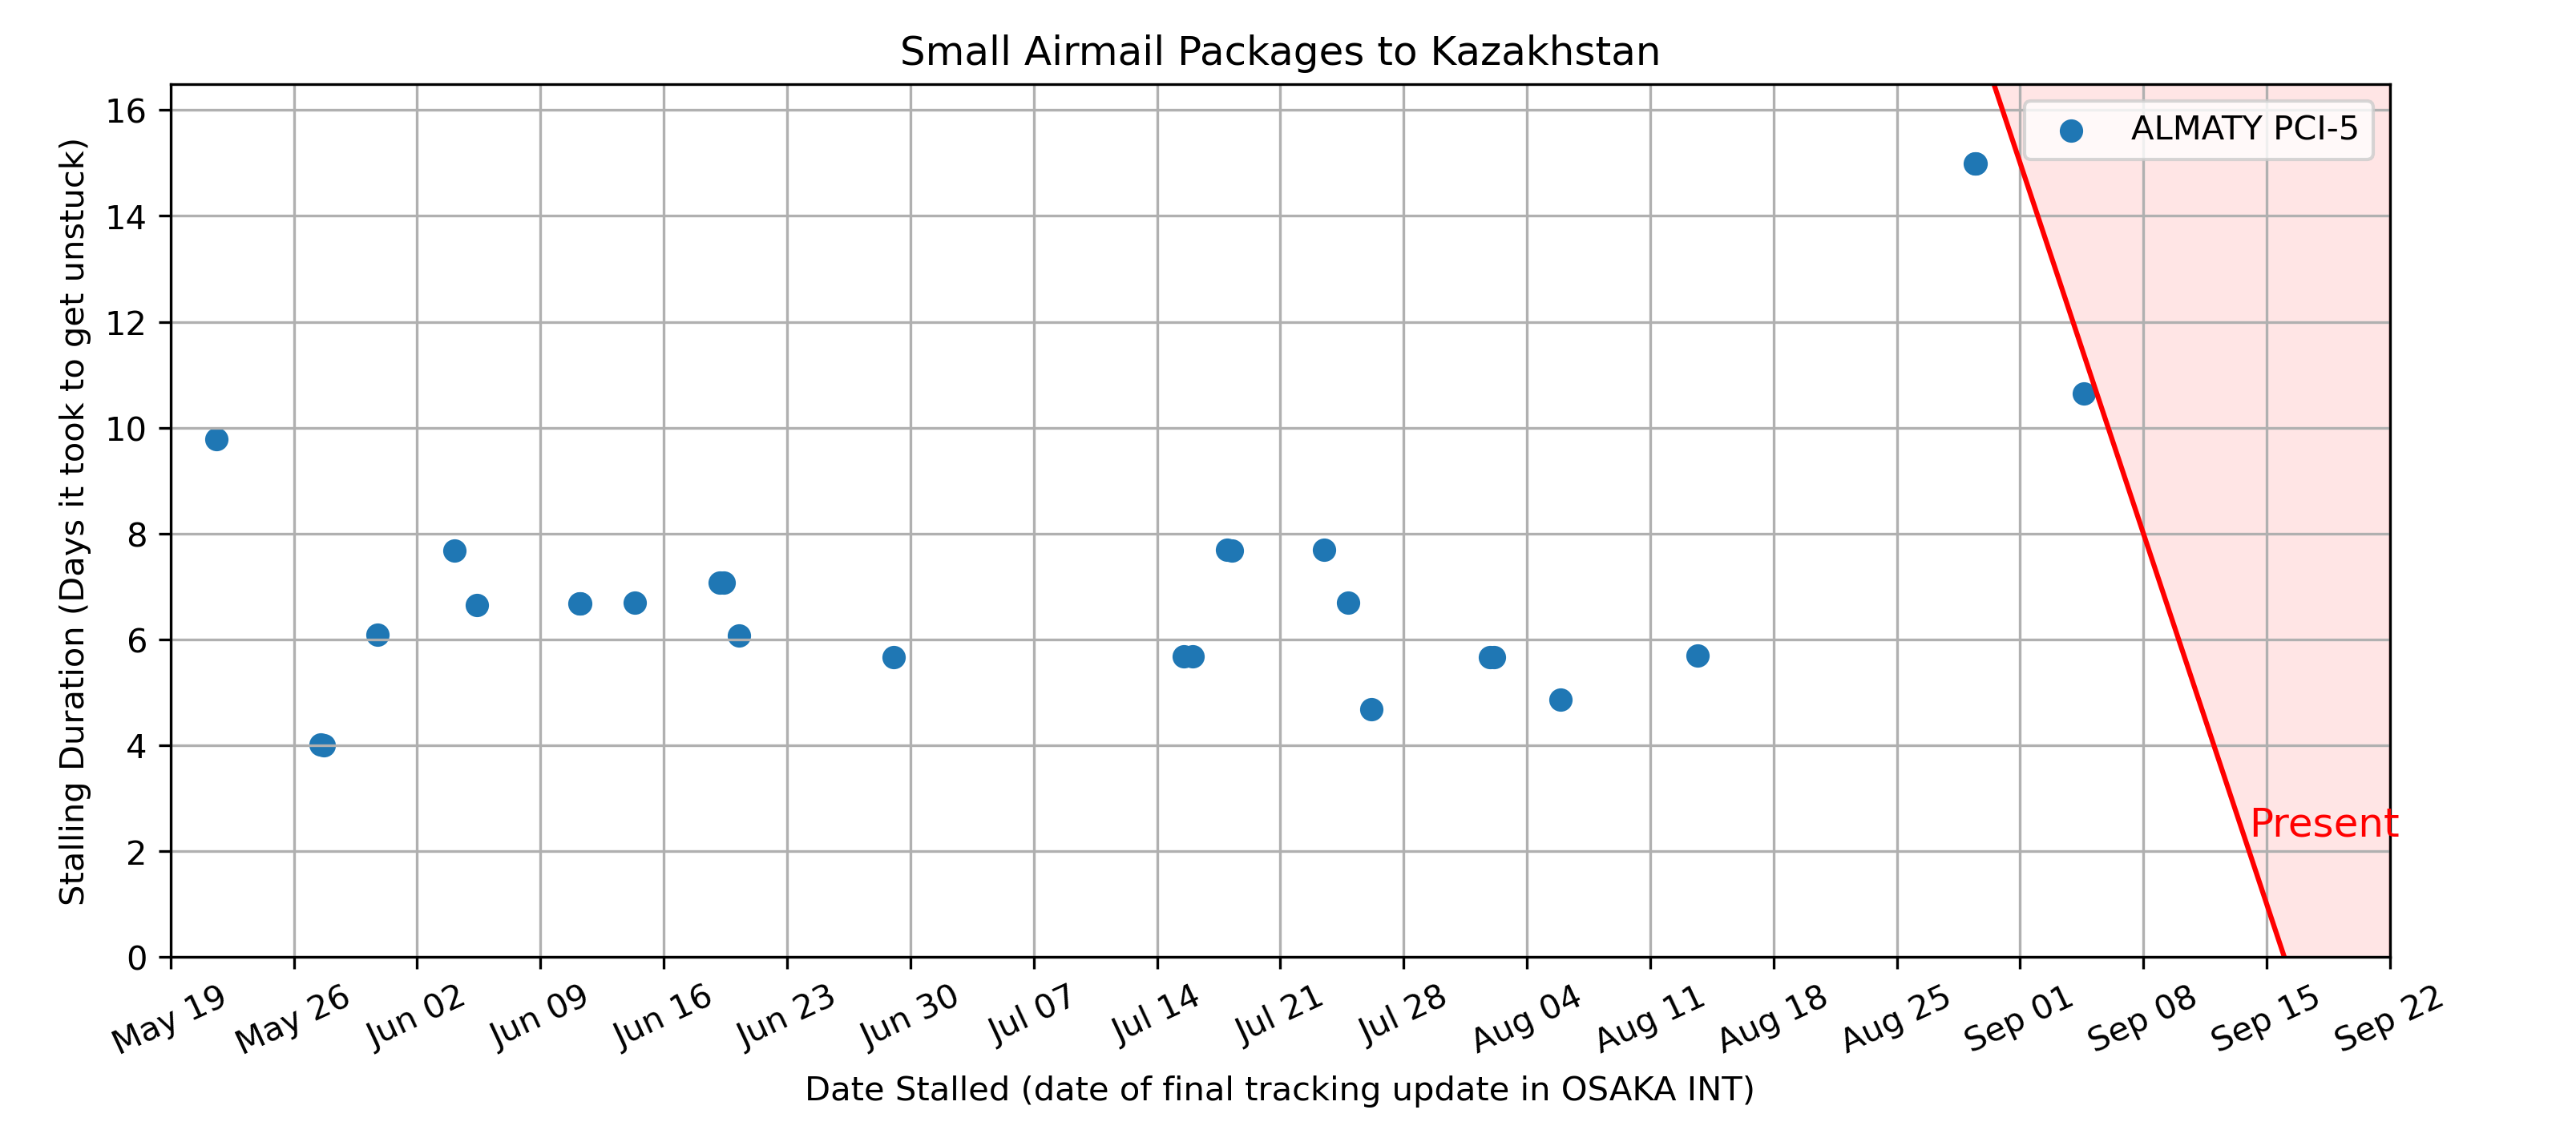 Small Airmail Packages to Kazakhstan
ALMATY PCI-5
Present
Stalling Duration (Days it took to get unstuck)
16
14
12
10
8
6
4
2
0
May 19
May 26
Jun 02
Jun 09
Jun 16
Jun 23
Jun 30
Jul 07
Jul 14
Jul 21
Jul 28
Aug 04
Aug 11
Aug 18
Aug 25
Sep 01
Sep 08
Sep 15
Sep 22
Date Stalled (date of final tracking update in OSAKA INT)